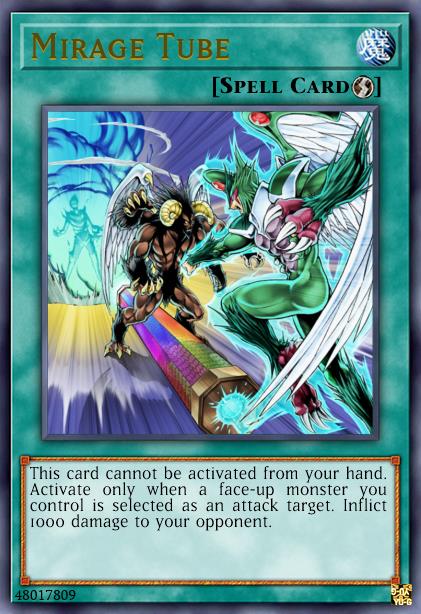 Mirage Tube
魔
[Spell Card]
This card cannot be activated from your hand.
Activate only when a face-up monster you
control is selected as an attack target. Inflict
1000 damage to your opponent.
48017809